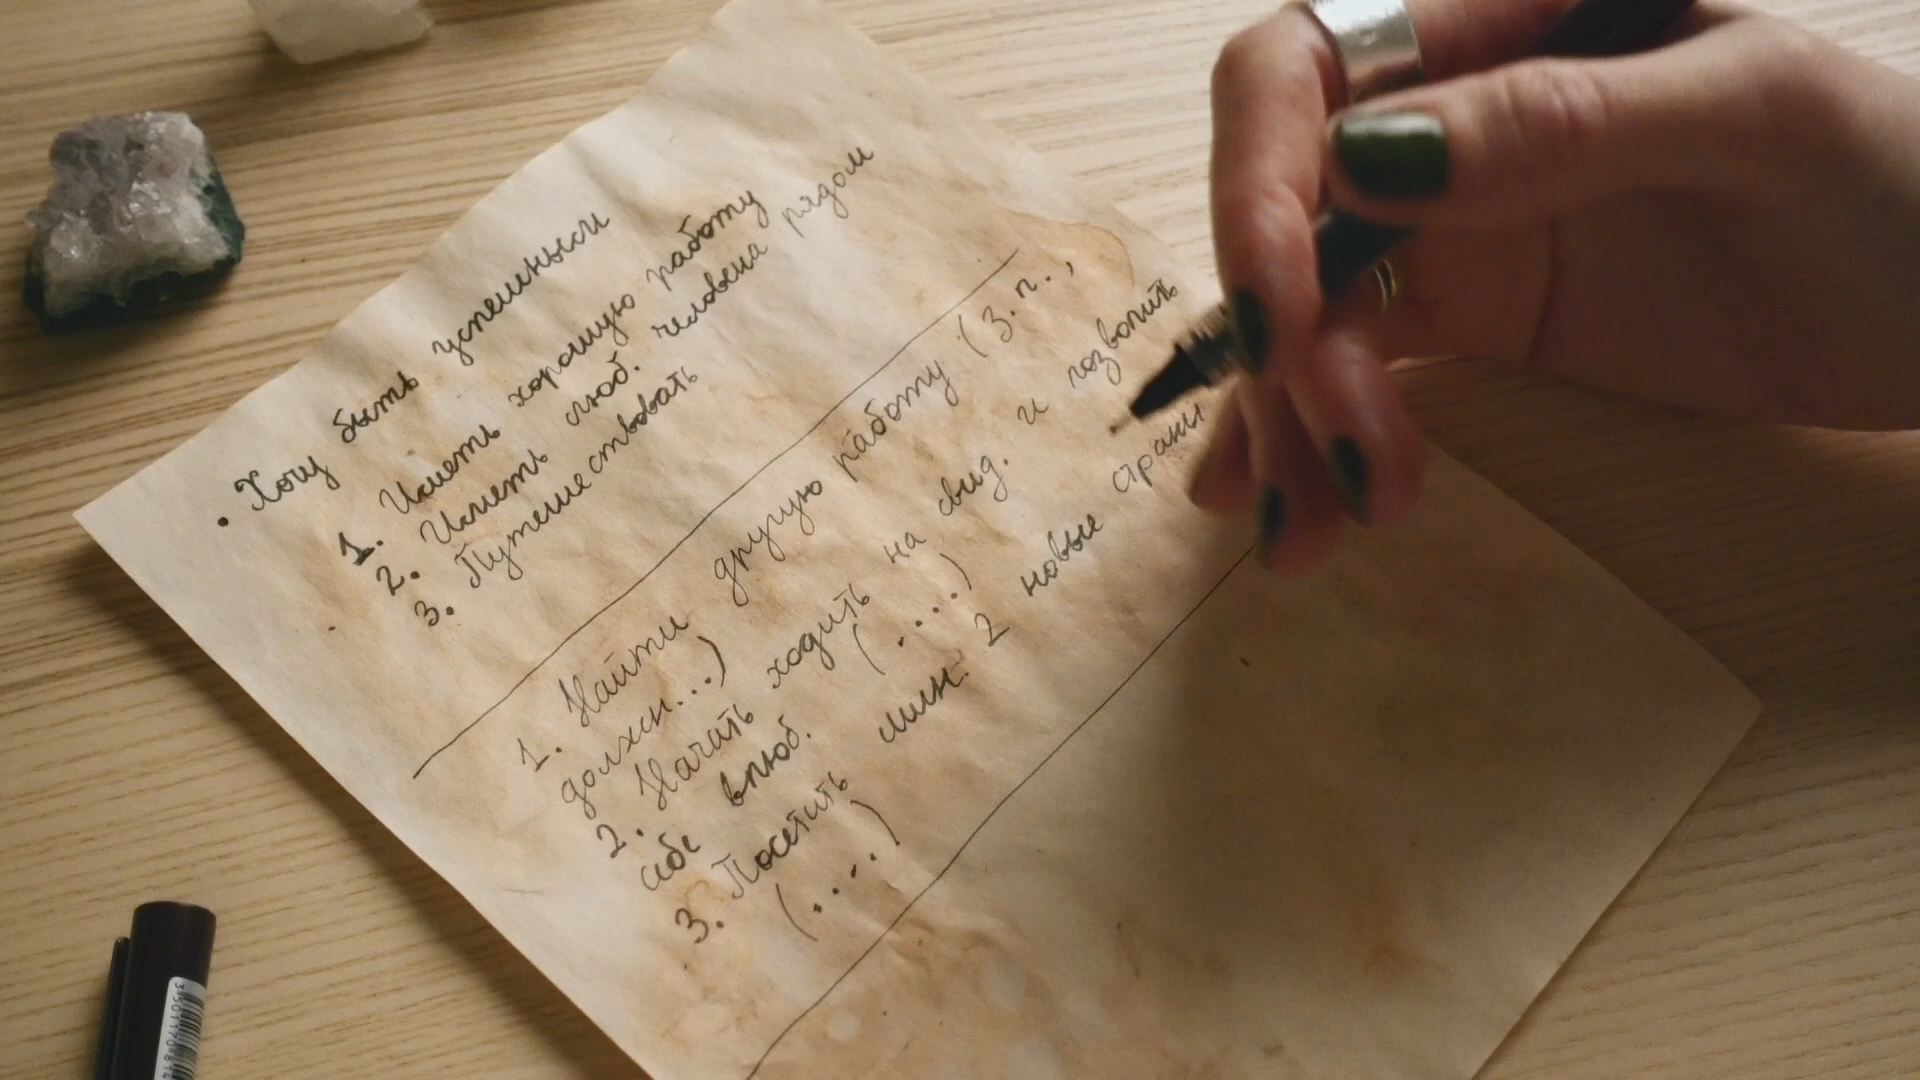 • Хочу быть успешным
1. Иметь хорошую работу
2. Иметь люб. человека рядом
3. Путешествовать
1. Найти другую работу (З.п.,
должн...)
2. Начать ходить на свид. и позволить
себе влюб. (....)
3. Посетить мин. 2 новые страны
(....)